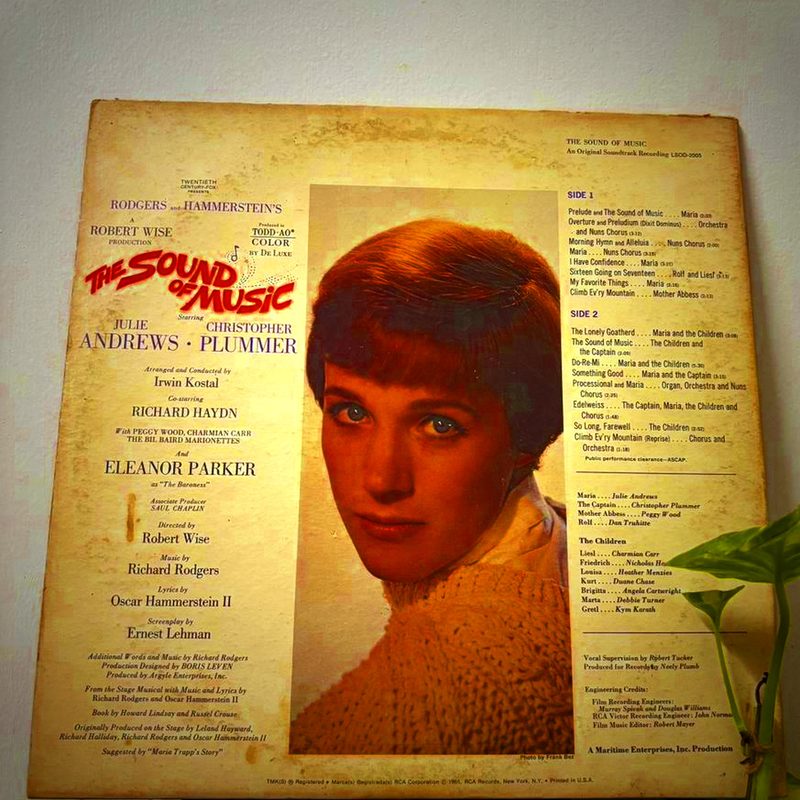 TWENTIETH
CENTURY-FOX
PRESENTS
RODGERS and HAMMERSTEIN'S
A
ROBERT WISE
PRODUCTION
Produced in
TODD-AO®
COLOR
BY DE LUXE
THE SOUND
OF MUSIC
Starring
JULIE CHRISTOPHER
ANDREWS • PLUMMER
Arranged and Conducted by
Irwin Kostal
Co-starring
RICHARD HAYDN
With PEGGY WOOD, CHARMIAN CARR
THE BIL BAIRD MARIONETTES
And
ELEANOR PARKER
as "The Baroness"
Associate Producer
SAUL CHAPLIN
Directed by
Robert Wise
Music by
Richard Rodgers
Lyrics by
Oscar Hammerstein II
Screenplay by
Ernest Lehman
Additional Words and Music by Richard Rodgers
Production Designed by BORIS LEVEN
Produced by Argyle Enterprises, Inc.
From the Stage Musical with Music and Lyrics by
Richard Rodgers and Oscar Hammerstein II
Book by Howard Lindsay and Russel Crouse
Originally Produced on the Stage by Leland Hayward,
Richard Halliday, Richard Rodgers and Oscar Hammerstein II
Suggested by "Maria Trapp's Story"
THE SOUND OF MUSIC
An Original Soundtrack Recording LSOD-2005
SIDE 1
Prelude and The Sound of Music .... Maria
Overture and Preludium (Dixit Dominus) .... Orchestra
and Nuns Chorus
Morning Hymn and Alleluia .... Nuns Chorus
Maria .... Nuns Chorus
I Have Confidence .... Maria
Sixteen Going on Seventeen .... Rolf and Liesl
My Favorite Things .... Maria
Climb Ev'ry Mountain .... Mother Abbess
SIDE 2
The Lonely Goatherd .... Maria and the Children
The Sound of Music .... The Children and
the Captain
Do-Re-Mi .... Maria and the Children
Something Good .... Maria and the Captain
Processional and Maria .... Organ, Orchestra and Nuns
Chorus
Edelweiss .... The Captain, Maria, the Children and
Chorus
So Long, Farewell .... The Children
Climb Ev'ry Mountain (Reprise) .... Chorus and
Orchestra
Public performance clearance—ASCAP.
Maria .... Julie Andrews
The Captain .... Christopher Plummer
Mother Abbess .... Peggy Wood
Rolf .... Dan Truhitte
The Children
Liesl .... Charmian Carr
Friedrich .... Nicholas
Louisa .... Heather Menzies
Kurt .... Duane Chase
Brigitta .... Angela Cartwright
Marta .... Debbie Turner
Gretl .... Kym Karath
Vocal Supervision by Robert Tucker
Produced for Records by Neely Plumb
Engineering Credits:
Film Recording Engineers:
Murray Spivak and Douglas Williams
RCA Victor Recording Engineer: John
Film Music Editor: Robert Mayer
A Maritime Enterprises, Inc. Production
Photo by Frank
TMK(S) ® Registered • Marca(s) Registrada(s) RCA Corporation © 1965, RCA Records, New York, N.Y. • Printed in U.S.A.